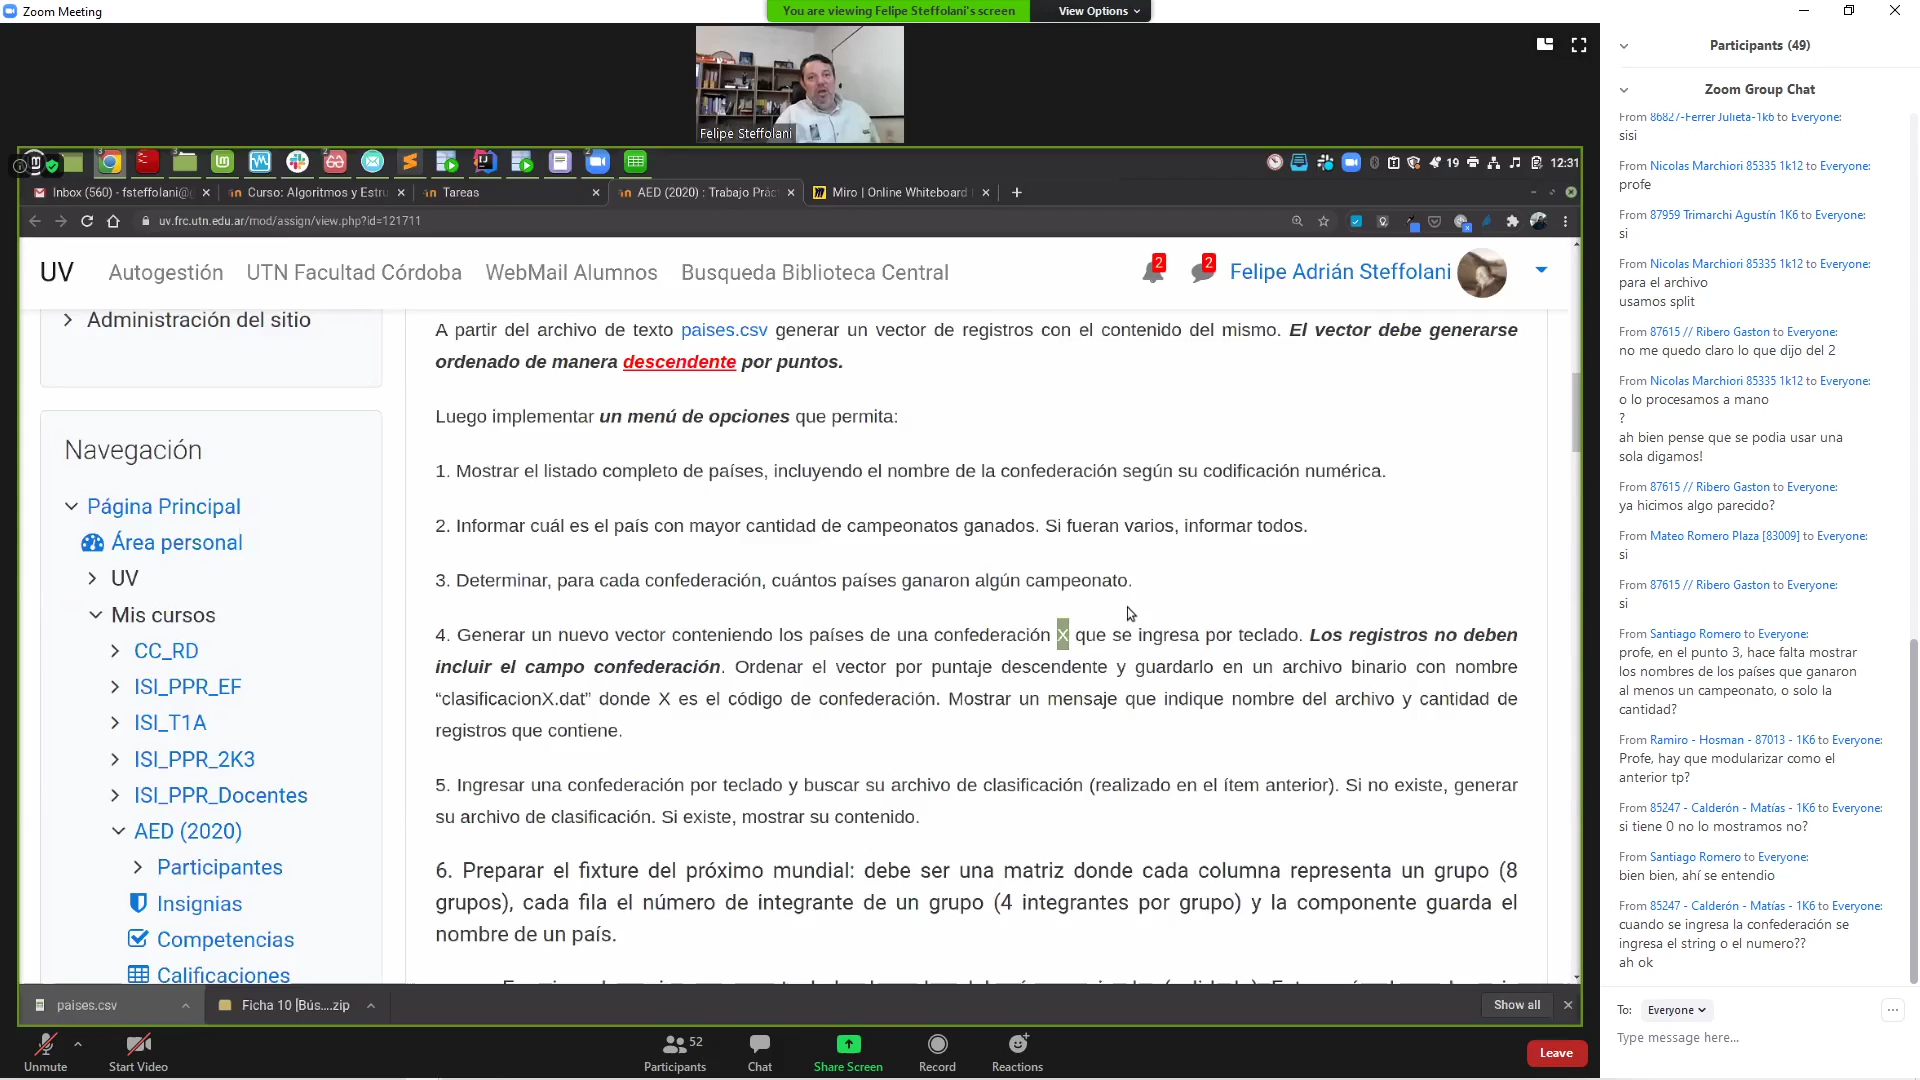 Zoom Meeting
You are viewing Felipe Steffolani's screen
View Options
Felipe Steffolani
19
12:31
Inbox (560) - fsteffolani@
Curso: Algoritmos y Estru
Tareas
AED (2020) : Trabajo Prác
Miro | Online Whiteboard
uv.frc.utn.edu.ar/mod/assign/view.php?id=121711
UV
Autogestión
UTN Facultad Córdoba
WebMail Alumnos
Busqueda Biblioteca Central
2
2
Felipe Adrián Steffolani
Administración del sitio
Navegación
Página Principal
Área personal
UV
Mis cursos
CC_RD
ISI_PPR_EF
ISI_T1A
ISI_PPR_2K3
ISI_PPR_Docentes
AED (2020)
Participantes
Insignias
Competencias
Calificaciones
A partir del archivo de texto paises.csv generar un vector de registros con el contenido del mismo. El vector debe generarse
ordenado de manera descendente por puntos.
Luego implementar un menú de opciones que permita:
1. Mostrar el listado completo de países, incluyendo el nombre de la confederación según su codificación numérica.
2. Informar cuál es el país con mayor cantidad de campeonatos ganados. Si fueran varios, informar todos.
3. Determinar, para cada confederación, cuántos países ganaron algún campeonato.
4. Generar un nuevo vector conteniendo los países de una confederación X que se ingresa por teclado. Los registros no deben
incluir el campo confederación. Ordenar el vector por puntaje descendente y guardarlo en un archivo binario con nombre
“clasificacionX.dat” donde X es el código de confederación. Mostrar un mensaje que indique nombre del archivo y cantidad de
registros que contiene.
5. Ingresar una confederación por teclado y buscar su archivo de clasificación (realizado en el ítem anterior). Si no existe, generar
su archivo de clasificación. Si existe, mostrar su contenido.
6. Preparar el fixture del próximo mundial: debe ser una matriz donde cada columna representa un grupo (8
grupos), cada fila el número de integrante de un grupo (4 integrantes por grupo) y la componente guarda el
nombre de un país.
paises.csv
Ficha 10 [Bús....zip
Show all
Unmute
Start Video
52
Participants
Chat
Share Screen
Record
Reactions
Leave
Participants (49)
Zoom Group Chat
From 86827-Ferrer Julieta-1k6 to Everyone:
sisi
From Nicolas Marchiori 85335 1k12 to Everyone:
profe
From 87959 Trimarchi Agustín 1K6 to Everyone:
si
From Nicolas Marchiori 85335 1k12 to Everyone:
para el archivo
usamos split
From 87615 // Ribero Gaston to Everyone:
no me quedo claro lo que dijo del 2
From Nicolas Marchiori 85335 1k12 to Everyone:
o lo procesamos a mano
?
ah bien pense que se podia usar una
sola digamos!
From 87615 // Ribero Gaston to Everyone:
ya hicimos algo parecido?
From Mateo Romero Plaza [83009] to Everyone:
si
From 87615 // Ribero Gaston to Everyone:
si
From Santiago Romero to Everyone:
profe, en el punto 3, hace falta mostrar
los nombres de los países que ganaron
al menos un campeonato, o solo la
cantidad?
From Ramiro - Hosman - 87013 - 1K6 to Everyone:
Profe, hay que modularizar como el
anterior tp?
From 85247 - Calderón - Matías - 1K6 to Everyone:
si tiene 0 no lo mostramos no?
From Santiago Romero to Everyone:
bien bien, ahí se entendio
From 85247 - Calderón - Matías - 1K6 to Everyone:
cuando se ingresa la confederación se
ingresa el string o el numero??
ah ok
To: Everyone
Type message here...